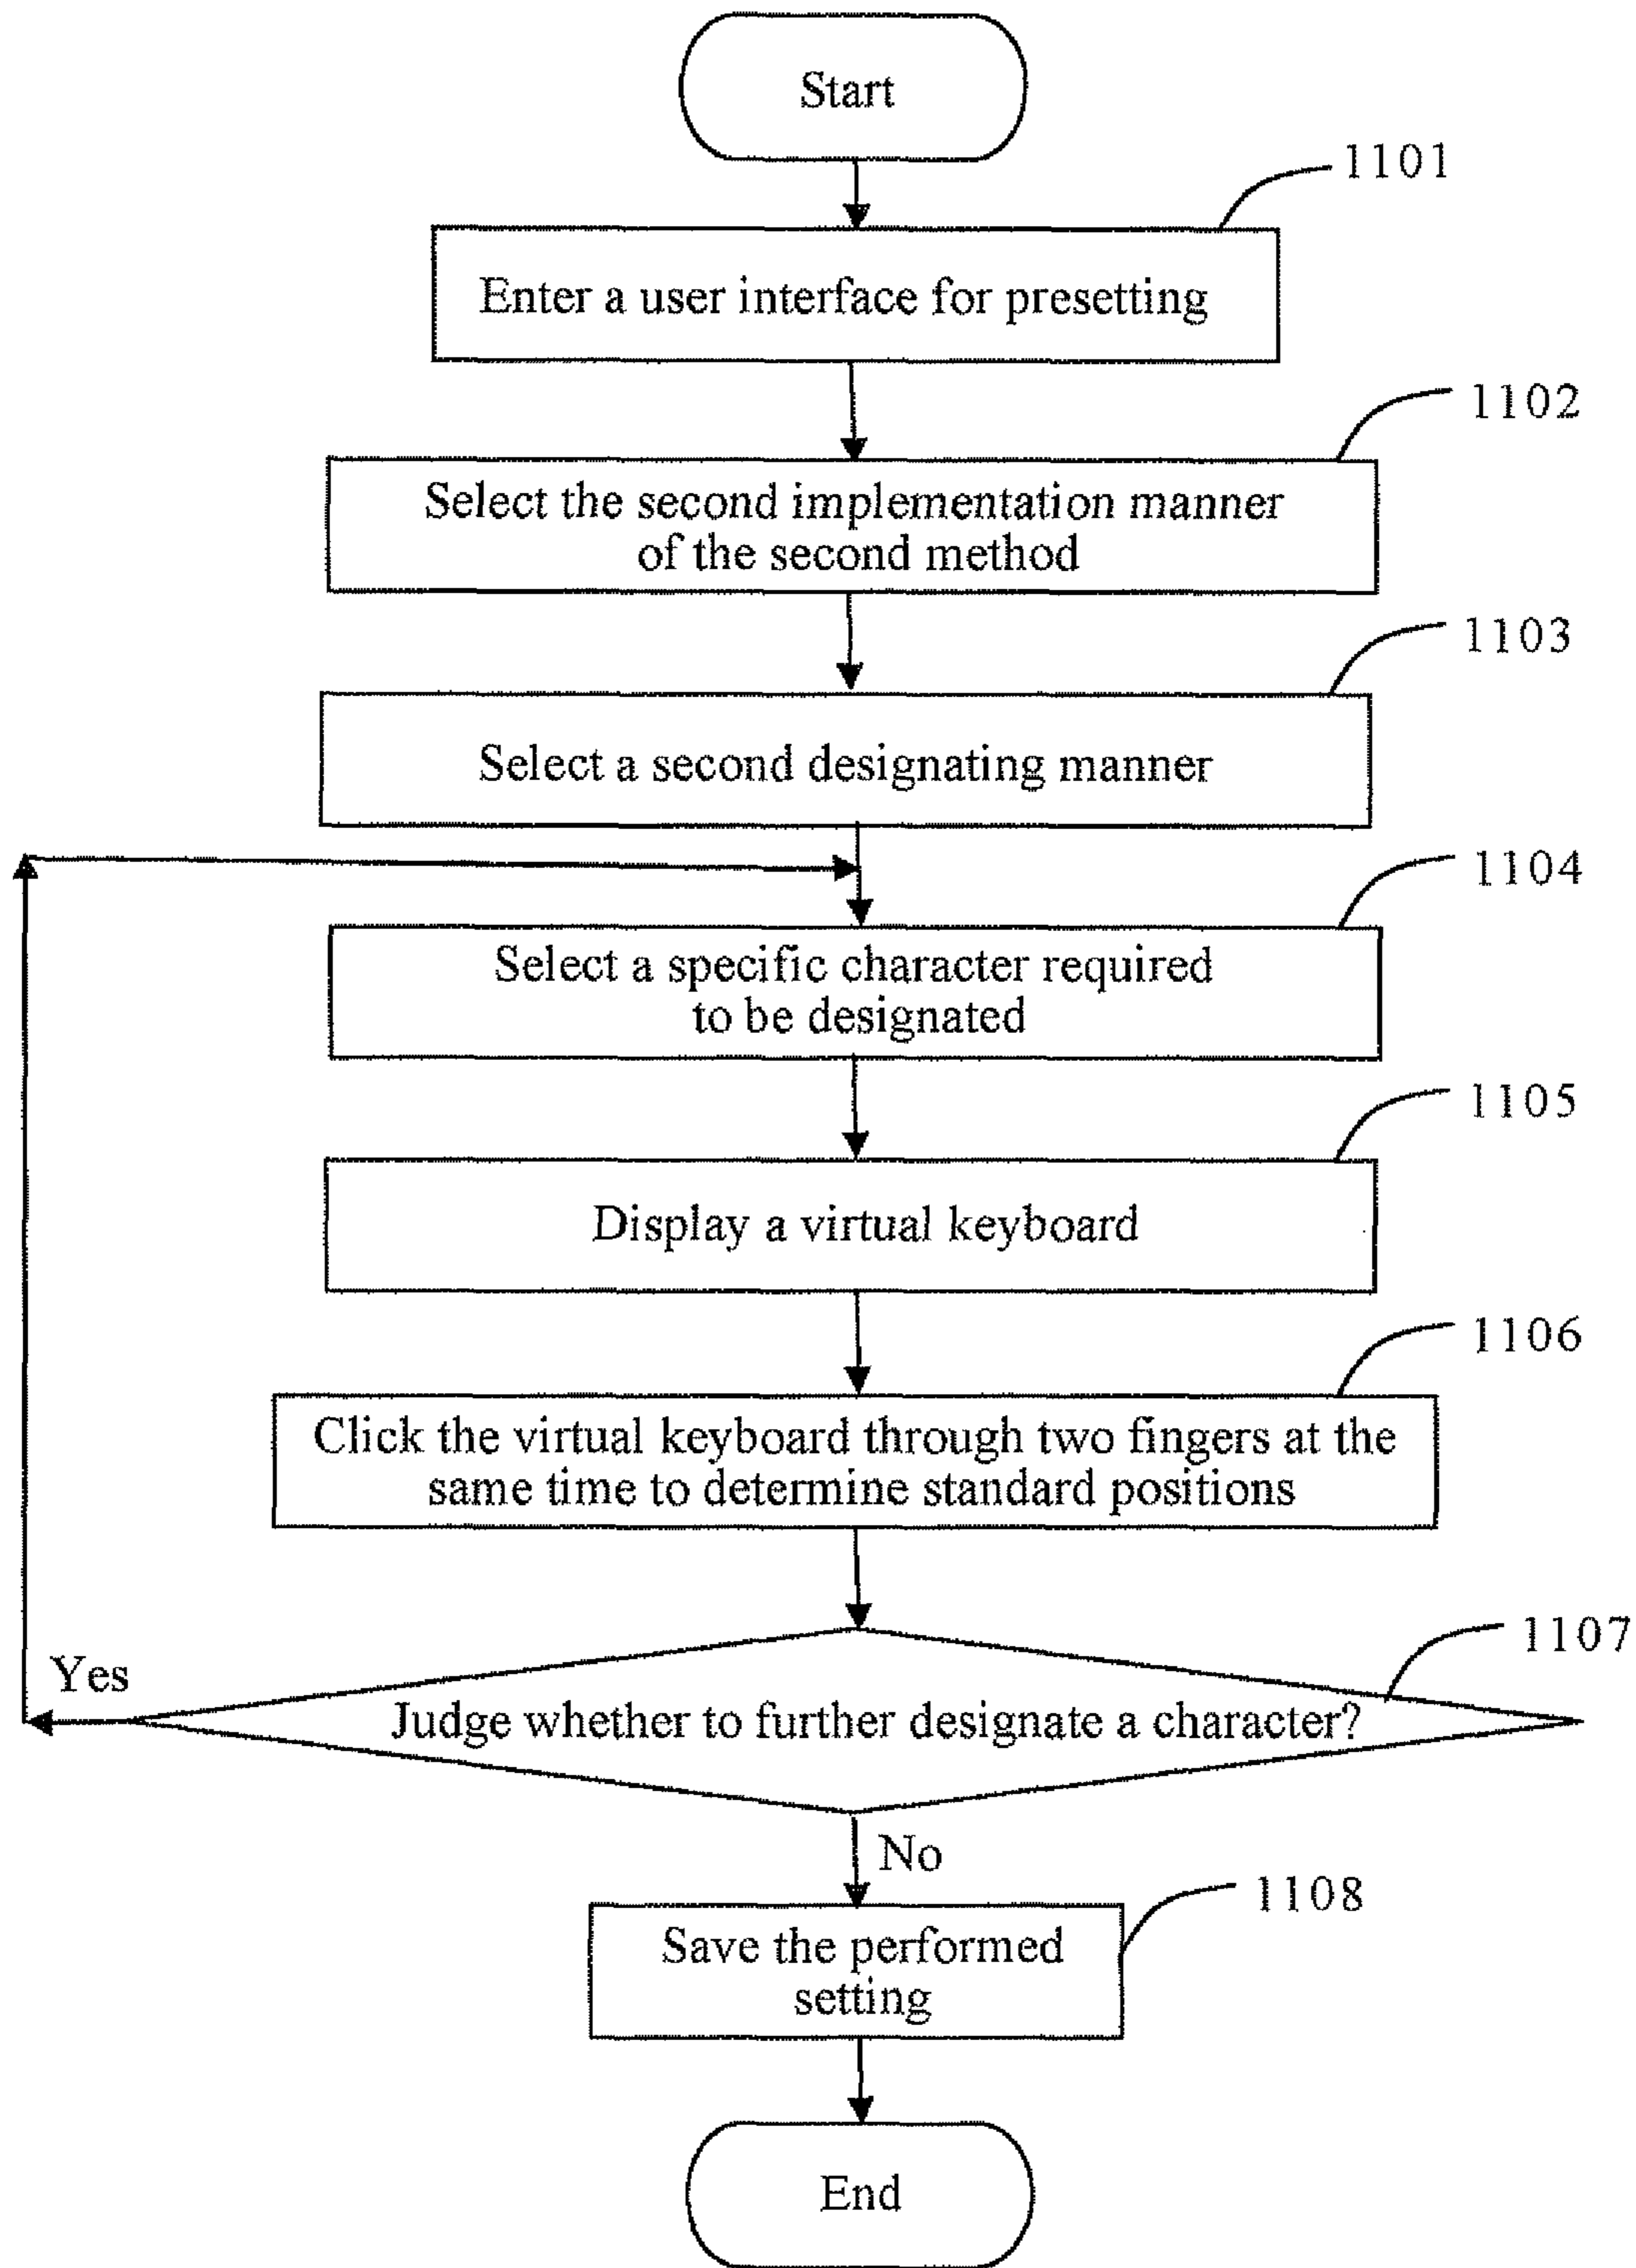 Start
1101
Enter a user interface for presetting
1102
Select the second implementation manner
of the second method
1103
Select a second designating manner
1104
Select a specific character required
to be designated
1105
Display a virtual keyboard
1106
Click the virtual keyboard through two fingers at the
same time to determine standard positions
1107
Yes
Judge whether to further designate a character?
No
1108
Save the performed
setting
End